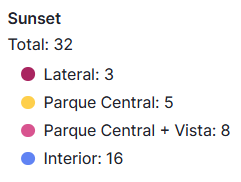 Sunset
Total: 32
Lateral: 3
Parque Central: 5
Parque Central + Vista: 8
Interior: 16